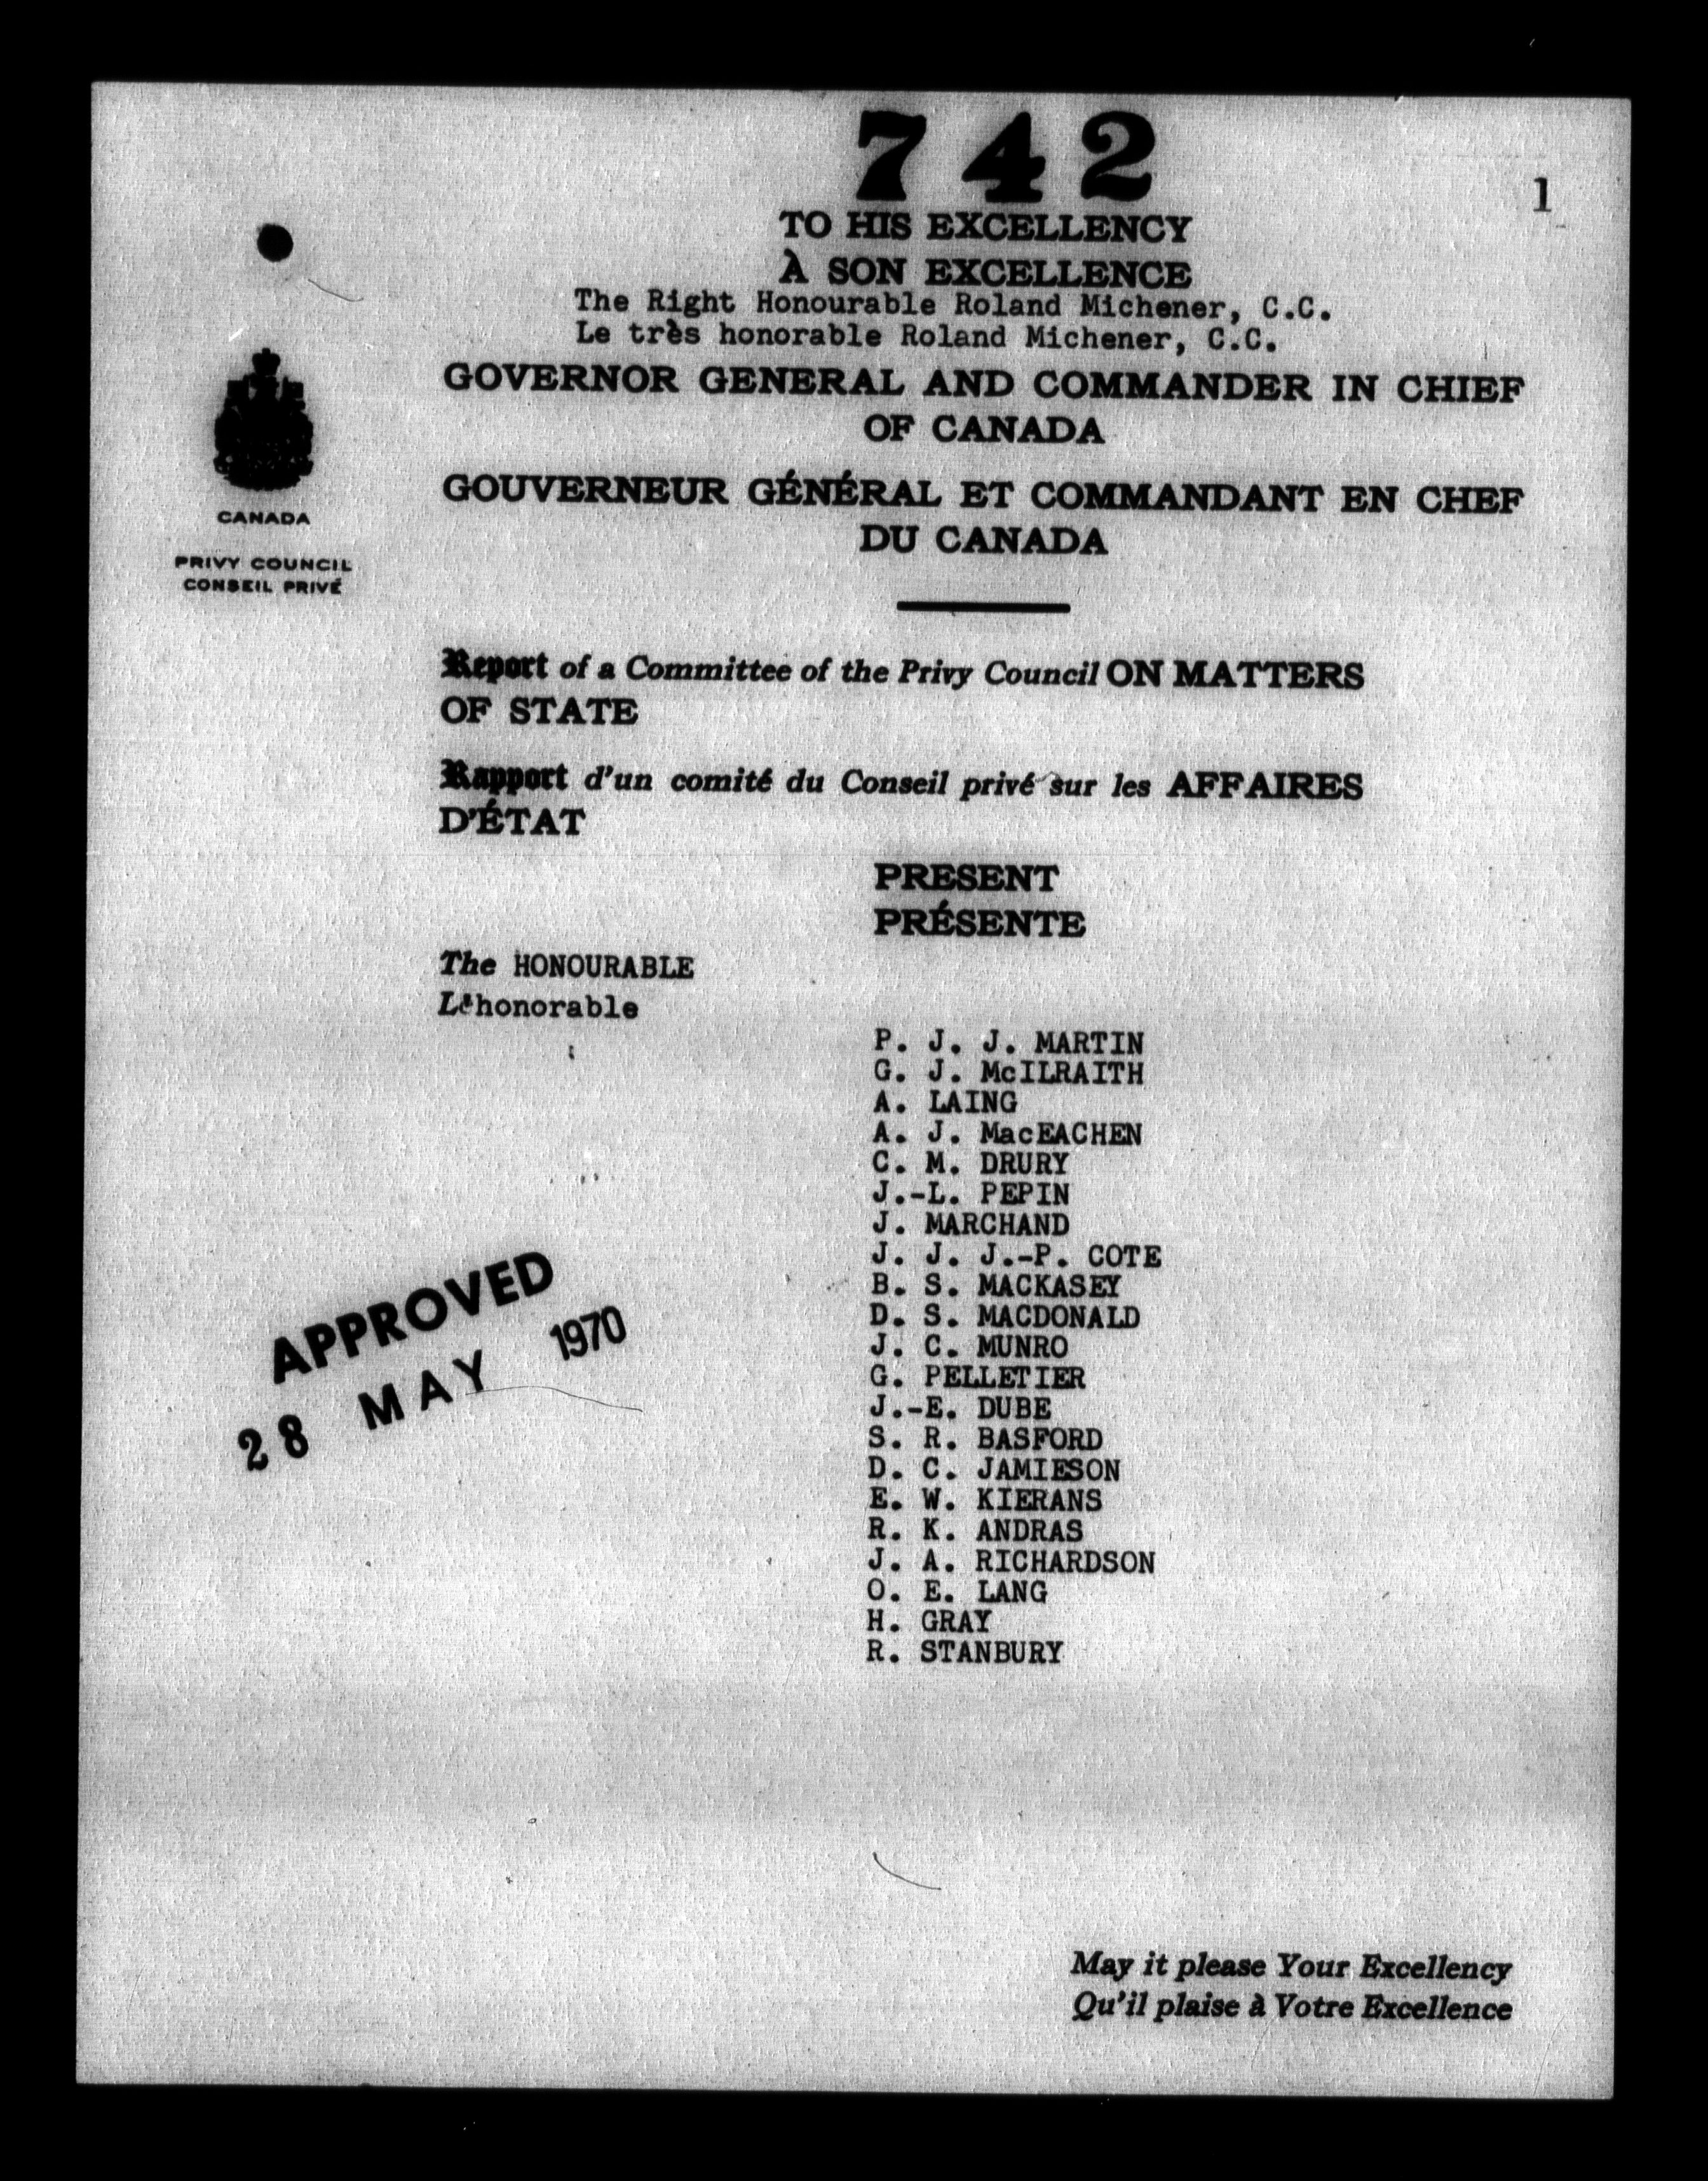 742
1
TO HIS EXCELLENCY
À SON EXCELLENCE
The Right Honourable Roland Michener, C.C.
Le très honorable Roland Michener, C.C.
GOVERNOR GENERAL AND COMMANDER IN CHIEF
OF CANADA
GOUVERNEUR GÉNÉRAL ET COMMANDANT EN CHEF
DU CANADA
CANADA
PRIVY COUNCIL
CONSEIL PRIVÉ
Report of a Committee of the Privy Council ON MATTERS
OF STATE
Rapport d'un comité du Conseil privé sur les AFFAIRES
D'ÉTAT
PRESENT
PRÉSENTE
The HONOURABLE
L'honorable
P. J. J. MARTIN
G. J. McILRAITH
A. LAING
A. J. MacEACHEN
C. M. DRURY
J.-L. PEPIN
J. MARCHAND
J. J. J.-P. COTE
B. S. MACKASEY
D. S. MACDONALD
J. C. MUNRO
G. PELLETIER
J.-E. DUBE
S. R. BASFORD
D. C. JAMIESON
E. W. KIERANS
R. K. ANDRAS
J. A. RICHARDSON
O. E. LANG
H. GRAY
R. STANBURY
APPROVED
28 MAY 1970
May it please Your Excellency
Qu'il plaise à Votre Excellence